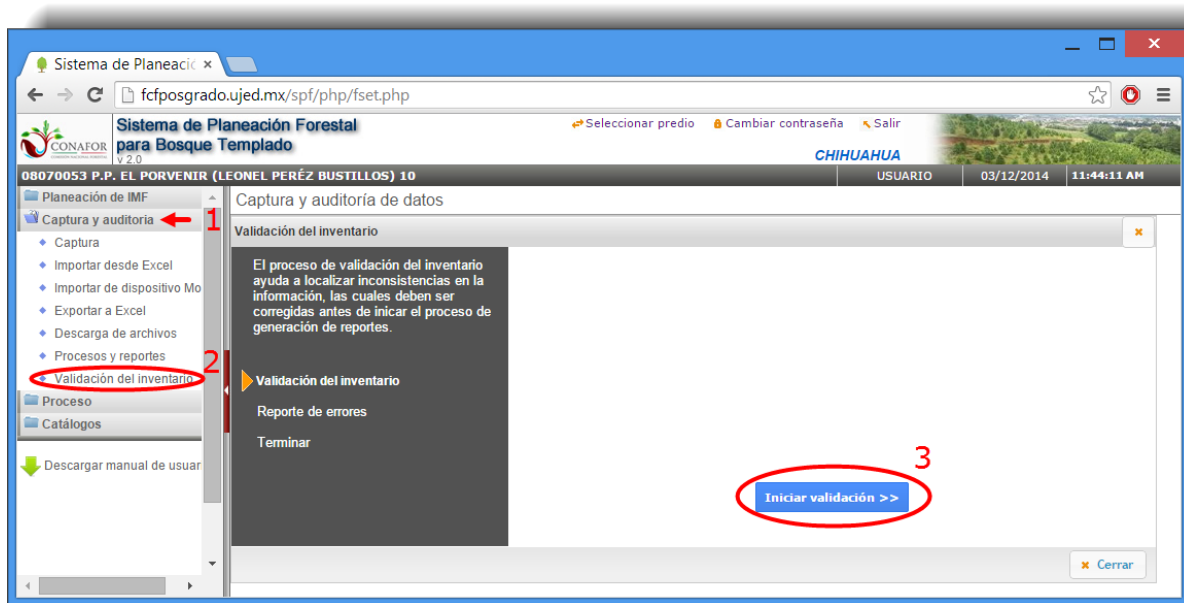 Sistema de Planeació
fcfposgrado.ujed.mx/spf/php/fset.php
CONAFOR
Sistema de Planeación Forestal
para Bosque Templado
v 2.0
Seleccionar predio
Cambiar contraseña
Salir
CHIHUAHUA
08070053 P.P. EL PORVENIR (LEONEL PERÉZ BUSTILLOS) 10
USUARIO
03/12/2014
11:44:11 AM
Planeación de IMF
Captura y auditoria
1
Captura
Importar desde Excel
Importar de dispositivo Mo
Exportar a Excel
Descarga de archivos
Procesos y reportes
2
Validación del inventario
Proceso
Catálogos
Descargar manual de usuar
Captura y auditoría de datos
Validación del inventario
El proceso de validación del inventario
ayuda a localizar inconsistencias en la
información, las cuales deben ser
corregidas antes de inicar el proceso de
generación de reportes.
Validación del inventario
Reporte de errores
Terminar
3
Iniciar validación >>
Cerrar